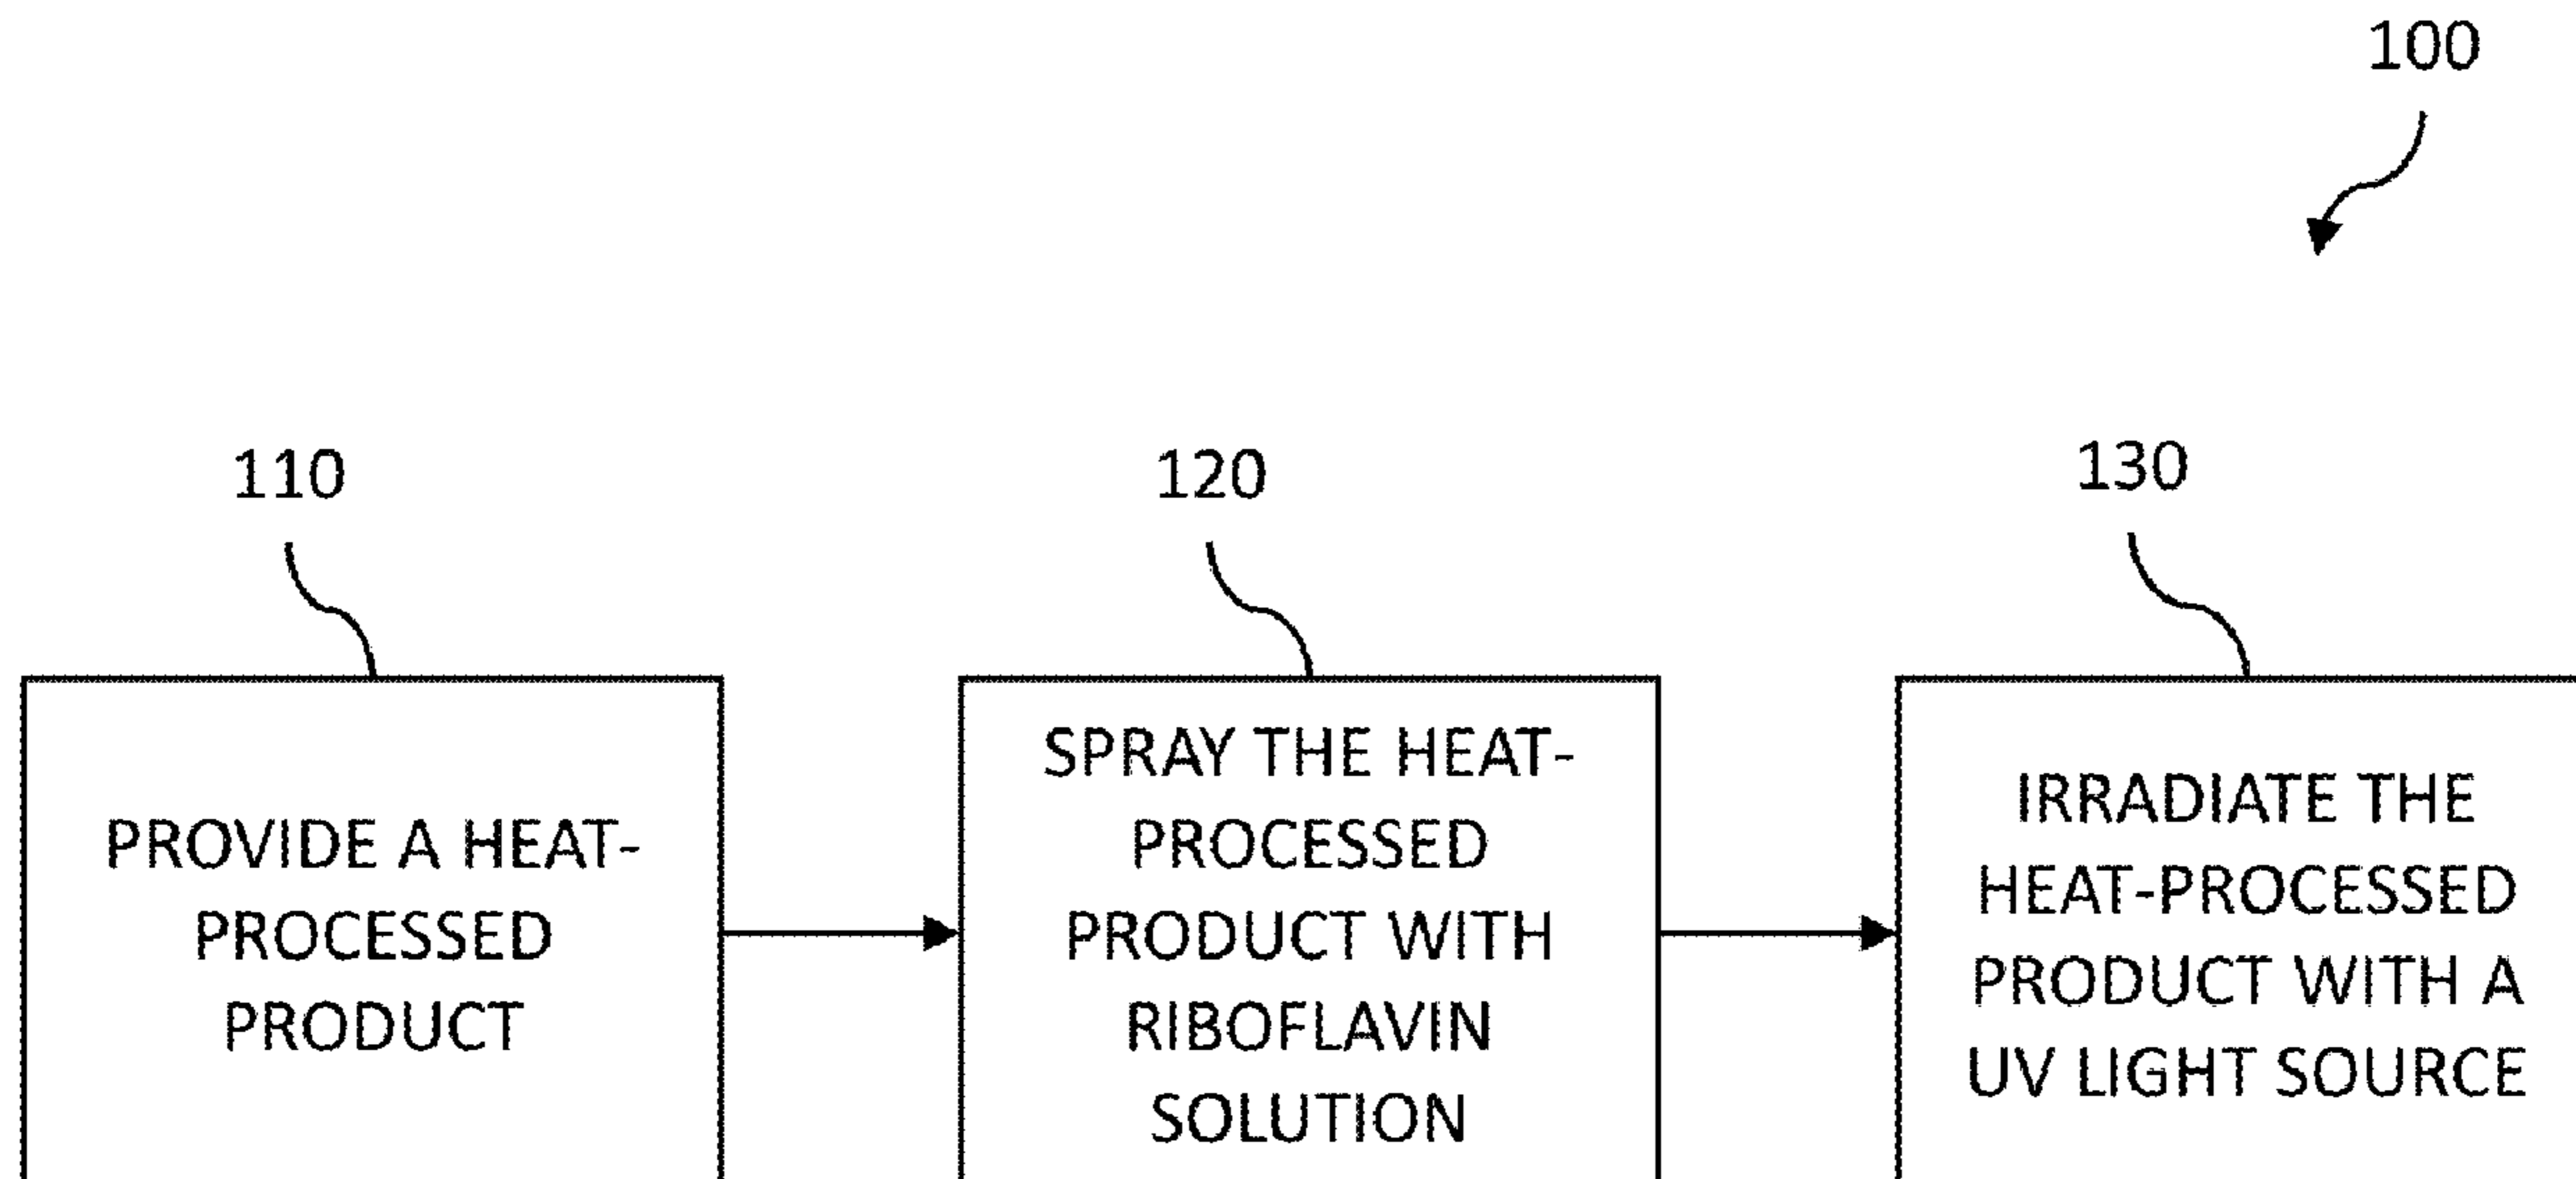 100
110
120
130
PROVIDE A HEAT-
PROCESSED
PRODUCT
SPRAY THE HEAT-
PROCESSED
PRODUCT WITH
RIBOFLAVIN
SOLUTION
IRRADIATE THE
HEAT-PROCESSED
PRODUCT WITH A
UV LIGHT SOURCE